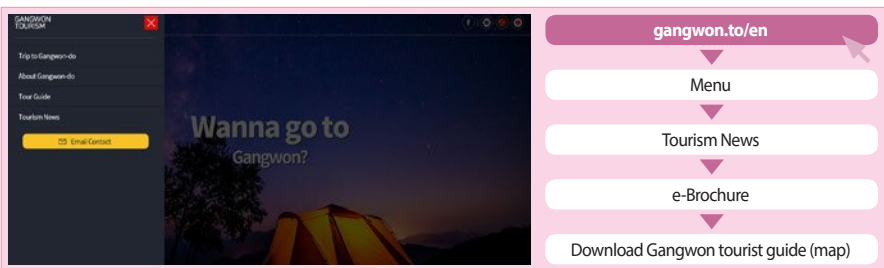 GANGWON
TOURISM
Trip to Gangwon-do
About Gangwon-do
Tour Guide
Tourism News
Email Contact
Wanna go to
Gangwon?
gangwon.to/en
Menu
Tourism News
e-Brochure
Download Gangwon tourist guide (map)